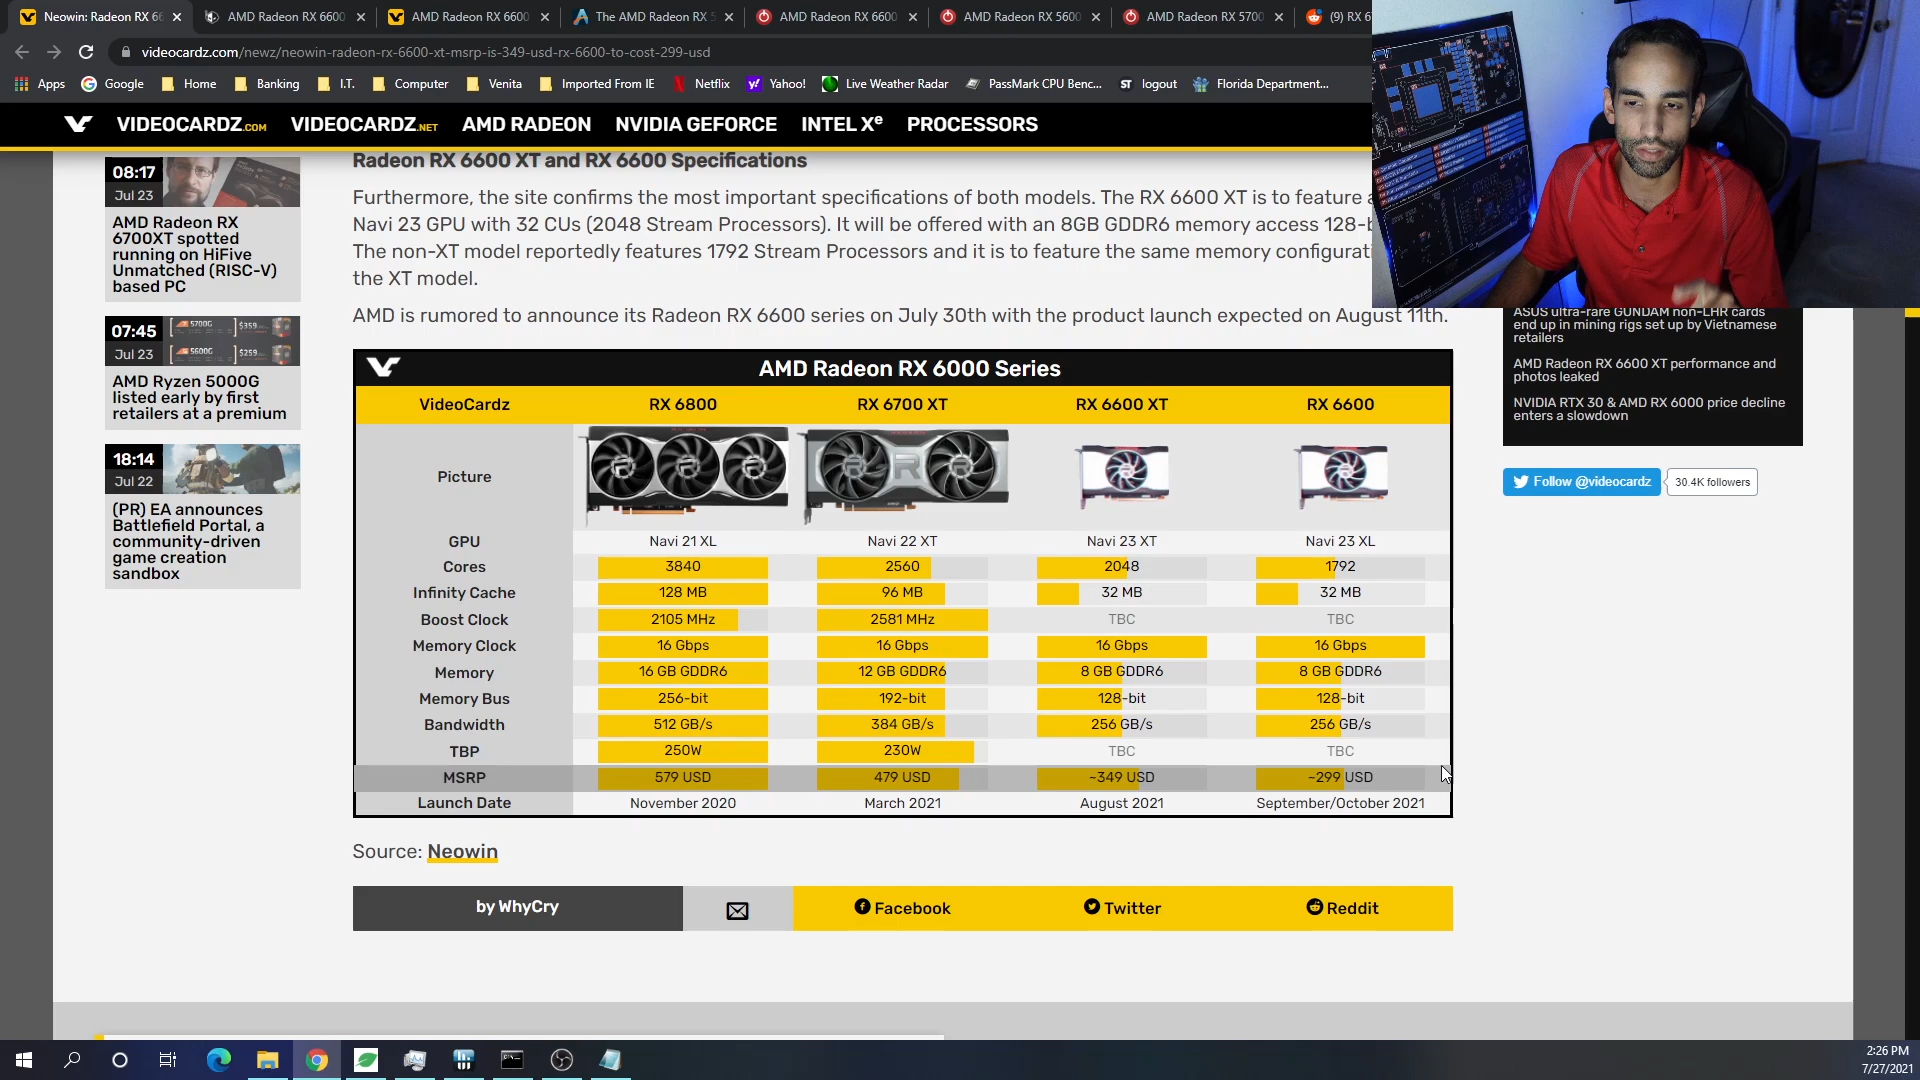 Neowin: Radeon RX 66
AMD Radeon RX 6600
AMD Radeon RX 6600
The AMD Radeon RX 5
AMD Radeon RX 6600
AMD Radeon RX 5600
AMD Radeon RX 5700
(9) RX 6
videocardz.com/newz/neowin-radeon-rx-6600-xt-msrp-is-349-usd-rx-6600-to-cost-299-usd
Apps Google Home Banking I.T. Computer Venita Imported From IE Netflix Yahoo! Live Weather Radar PassMark CPU Benc... ST logout Florida Department...
VIDEOCARDZ.COM VIDEOCARDZ.NET AMD RADEON NVIDIA GEFORCE INTEL Xe PROCESSORS
08:17
Jul 23
AMD Radeon RX
6700XT spotted
running on HiFive
Unmatched (RISC-V)
based PC
07:45
Jul 23
5700G $359
5600G $259
AMD Ryzen 5000G
listed early by first
retailers at a premium
18:14
Jul 22
(PR) EA announces
Battlefield Portal, a
community-driven
game creation
sandbox
Radeon RX 6600 XT and RX 6600 Specifications
Furthermore, the site confirms the most important specifications of both models. The RX 6600 XT is to feature a
Navi 23 GPU with 32 CUs (2048 Stream Processors). It will be offered with an 8GB GDDR6 memory access 128-b
The non-XT model reportedly features 1792 Stream Processors and it is to feature the same memory configurati
the XT model.
AMD is rumored to announce its Radeon RX 6600 series on July 30th with the product launch expected on August 11th.
AMD Radeon RX 6000 Series
VideoCardz RX 6800 RX 6700 XT RX 6600 XT RX 6600
Picture
GPU Navi 21 XL Navi 22 XT Navi 23 XT Navi 23 XL
Cores 3840 2560 2048 1792
Infinity Cache 128 MB 96 MB 32 MB 32 MB
Boost Clock 2105 MHz 2581 MHz TBC TBC
Memory Clock 16 Gbps 16 Gbps 16 Gbps 16 Gbps
Memory 16 GB GDDR6 12 GB GDDR6 8 GB GDDR6 8 GB GDDR6
Memory Bus 256-bit 192-bit 128-bit 128-bit
Bandwidth 512 GB/s 384 GB/s 256 GB/s 256 GB/s
TBP 250W 230W TBC TBC
MSRP 579 USD 479 USD ~349 USD ~299 USD
Launch Date November 2020 March 2021 August 2021 September/October 2021
Source: Neowin
by WhyCry Facebook Twitter Reddit
ASUS ultra-rare GUNDAM non-LHR cards
end up in mining rigs set up by Vietnamese
retailers
AMD Radeon RX 6600 XT performance and
photos leaked
NVIDIA RTX 30 & AMD RX 6000 price decline
enters a slowdown
Follow @videocardz 30.4K followers
2:26 PM
7/27/2021